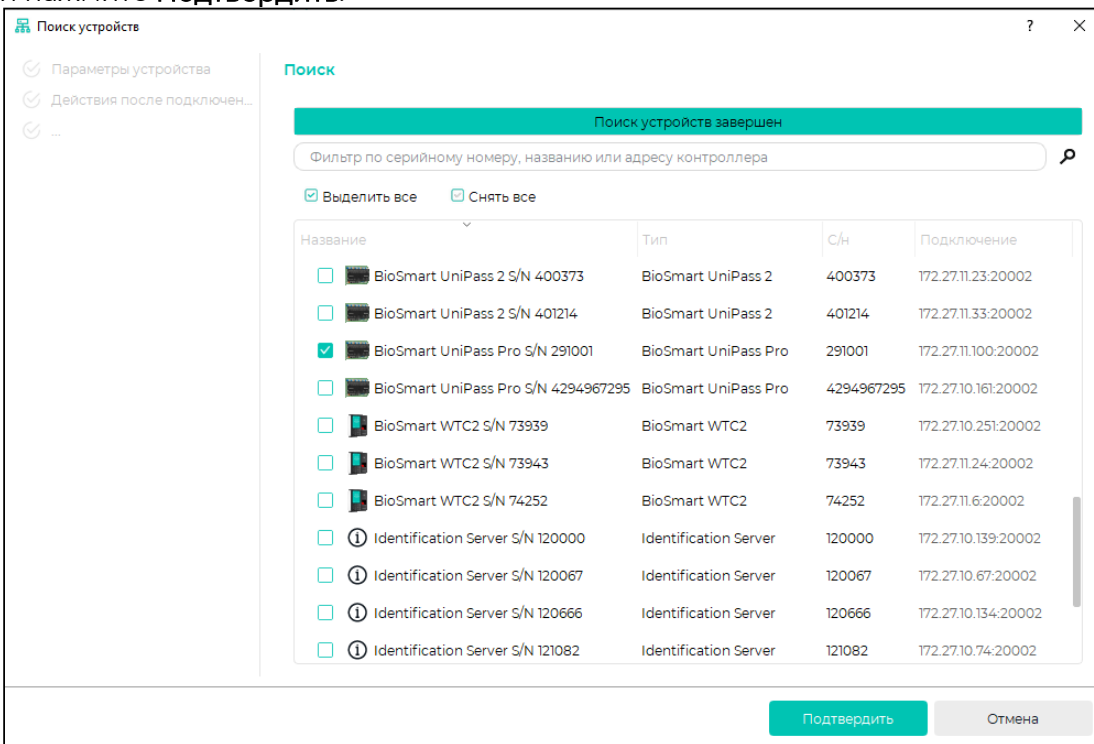 и нажмите Подтвердить.
Поиск устройств ? ×
Параметры устройства
Действия после подключен...
...
Поиск
Поиск устройств завершен
Фильтр по серийному номеру, названию или адресу контроллера
Выделить все Снять все
Название Тип С/н Подключение
BioSmart UniPass 2 S/N 400373 BioSmart UniPass 2 400373 172.27.11.23:20002
BioSmart UniPass 2 S/N 401214 BioSmart UniPass 2 401214 172.27.11.33:20002
BioSmart UniPass Pro S/N 291001 BioSmart UniPass Pro 291001 172.27.11.100:20002
BioSmart UniPass Pro S/N 4294967295 BioSmart UniPass Pro 4294967295 172.27.10.161:20002
BioSmart WTC2 S/N 73939 BioSmart WTC2 73939 172.27.10.251:20002
BioSmart WTC2 S/N 73943 BioSmart WTC2 73943 172.27.11.24:20002
BioSmart WTC2 S/N 74252 BioSmart WTC2 74252 172.27.11.6:20002
Identification Server S/N 120000 Identification Server 120000 172.27.10.139:20002
Identification Server S/N 120067 Identification Server 120067 172.27.10.67:20002
Identification Server S/N 120666 Identification Server 120666 172.27.10.134:20002
Identification Server S/N 121082 Identification Server 121082 172.27.10.74:20002
Подтвердить Отмена